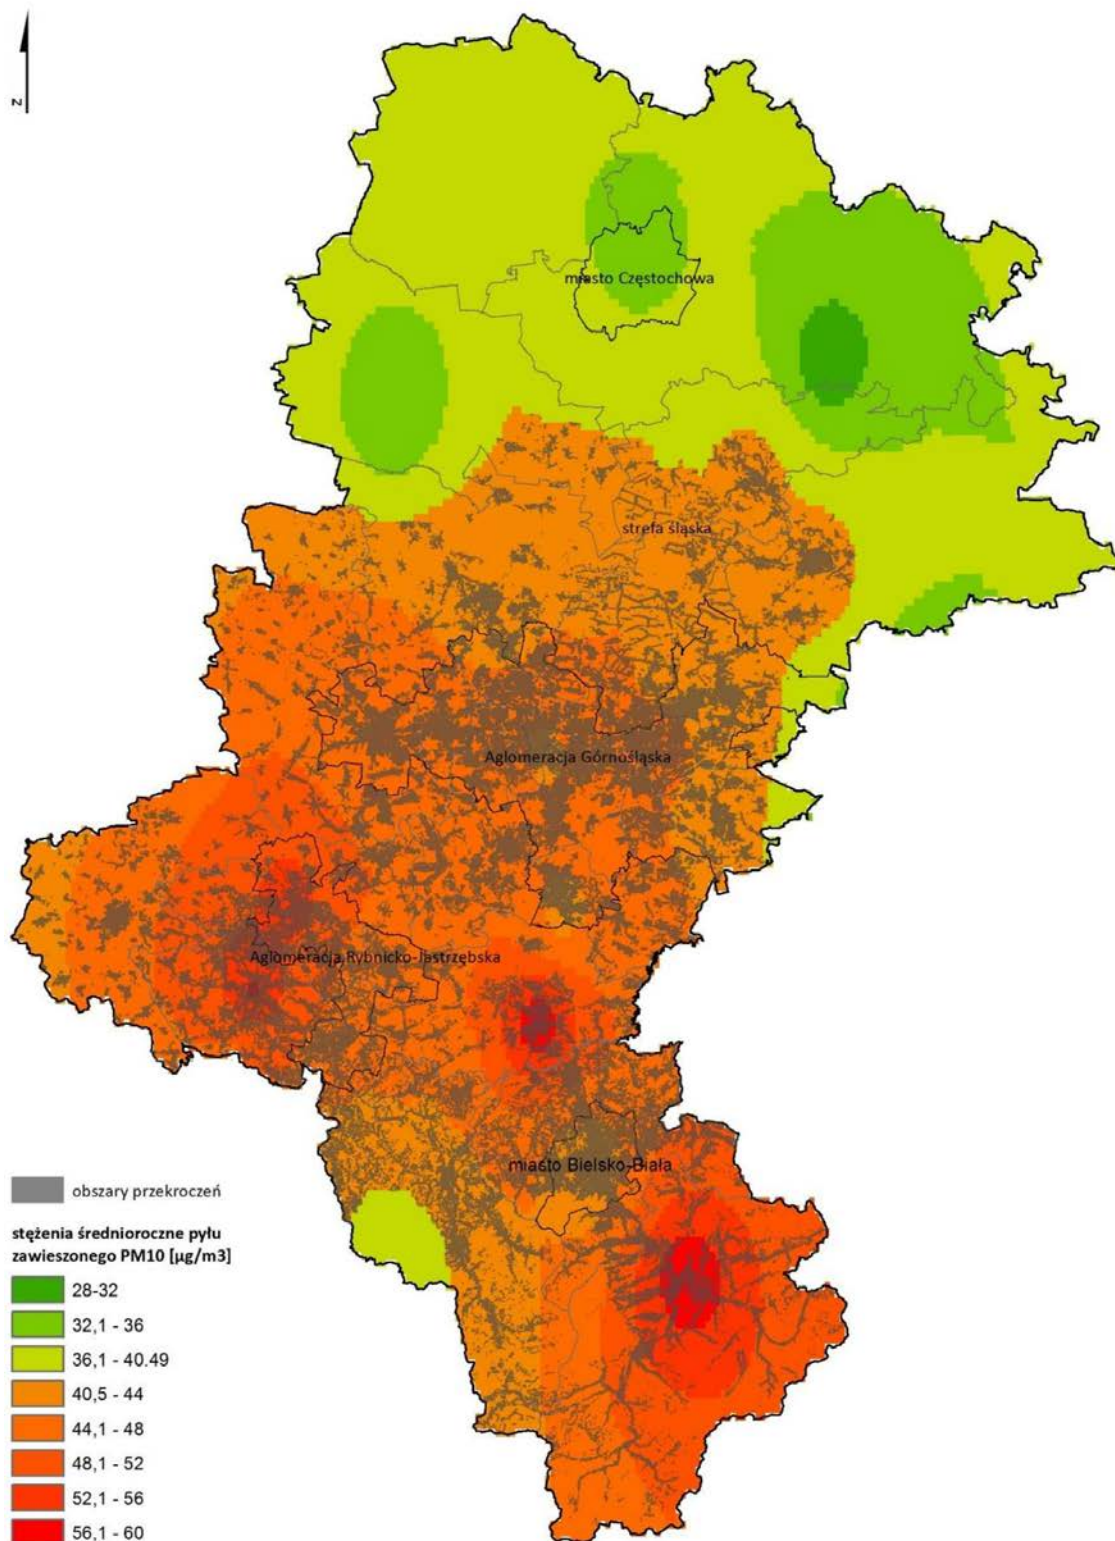 N
miasto Częstochowa
strefa śląska
Aglomeracja Górnośląska
Aglomeracja Rybnicko-Jastrzębska
miasto Bielsko-Biała
obszary przekroczeń
stężenia średnioroczne pyłu
zawieszonego PM10 [µg/m3]
28-32
32,1 - 36
36,1 - 40.49
40,5 - 44
44,1 - 48
48,1 - 52
52,1 - 56
56,1 - 60